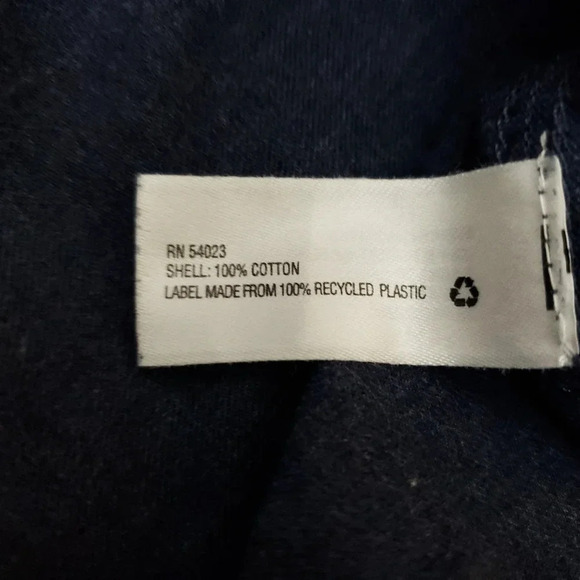 RN 54023
SHELL: 100% COTTON
LABEL MADE FROM 100% RECYCLED PLASTIC